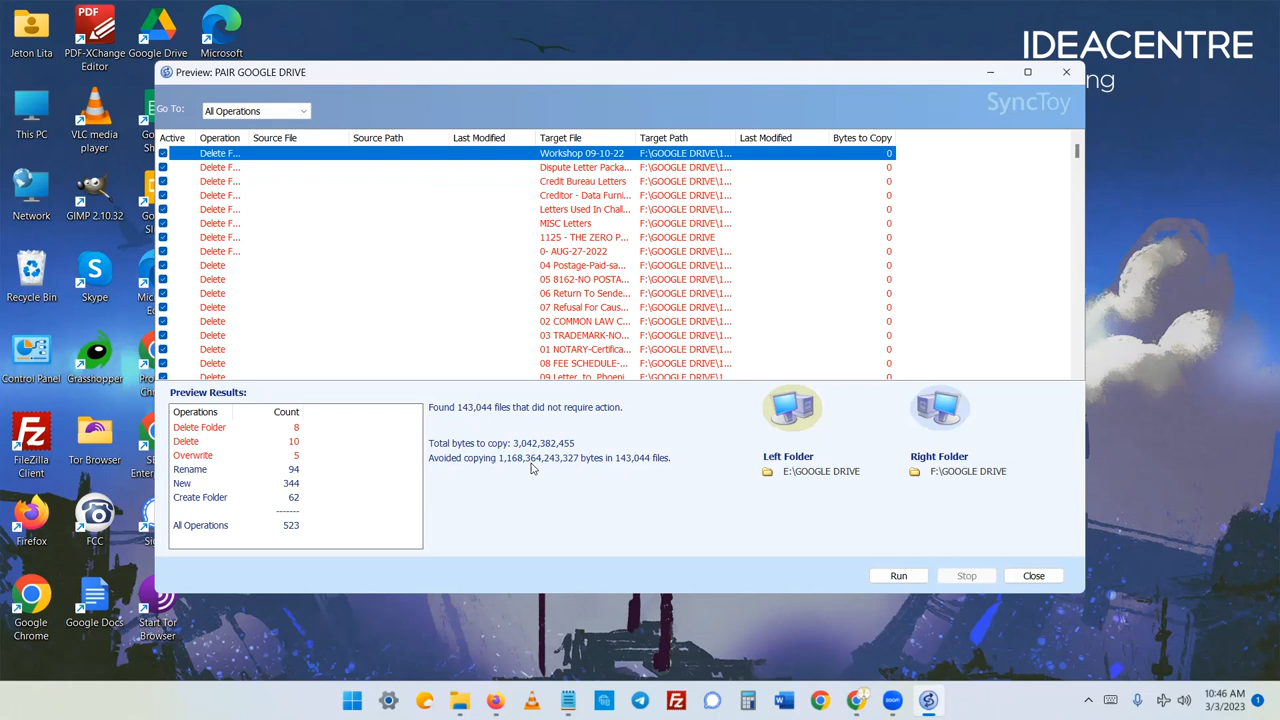 IDEACENTRE
ng
Jeton Lita
PDF
PDF-XChange
Editor
Google Drive
Microsoft
This PC
VLC media
player
Network
GIMP 2.10.32
Recycle Bin
Skype
Control Panel
Grasshopper
FileZilla
Client
Tor Browser
Firefox
FCC
Google
Chrome
Google Docs
Start Tor
Browser
Preview: PAIR GOOGLE DRIVE
Go To: All Operations
SyncToy
Active Operation Source File Source Path Last Modified Target File Target Path Last Modified Bytes to Copy
Delete F... Workshop 09-10-22 F:\GOOGLE DRIVE\1... 0
Delete F... Dispute Letter Packa... F:\GOOGLE DRIVE\1... 0
Delete F... Credit Bureau Letters F:\GOOGLE DRIVE\1... 0
Delete F... Creditor - Data Furni... F:\GOOGLE DRIVE\1... 0
Delete F... Letters Used In Chall... F:\GOOGLE DRIVE\1... 0
Delete F... MISC Letters F:\GOOGLE DRIVE\1... 0
Delete F... 1125 - THE ZERO P... F:\GOOGLE DRIVE 0
Delete F... 0- AUG-27-2022 F:\GOOGLE DRIVE\1... 0
Delete 04 Postage-Paid-sa... F:\GOOGLE DRIVE\1... 0
Delete 05 8162-NO POSTA... F:\GOOGLE DRIVE\1... 0
Delete 06 Return To Sende... F:\GOOGLE DRIVE\1... 0
Delete 07 Refusal For Caus... F:\GOOGLE DRIVE\1... 0
Delete 02 COMMON LAW C... F:\GOOGLE DRIVE\1... 0
Delete 03 TRADEMARK-NO... F:\GOOGLE DRIVE\1... 0
Delete 01 NOTARY-Certifica... F:\GOOGLE DRIVE\1... 0
Delete 08 FEE SCHEDULE-... F:\GOOGLE DRIVE\1... 0
Delete 09 Letter to Phoeni F:\GOOGLE DRIVE\1... 0
Preview Results:
Operations Count
Delete Folder 8
Delete 10
Overwrite 5
Rename 94
New 344
Create Folder 62
-------
All Operations 523
Found 143,044 files that did not require action.
Total bytes to copy: 3,042,382,455
Avoided copying 1,168,364,243,327 bytes in 143,044 files.
Left Folder
E:\GOOGLE DRIVE
Right Folder
F:\GOOGLE DRIVE
Run Stop Close
10:46 AM
3/3/2023
1